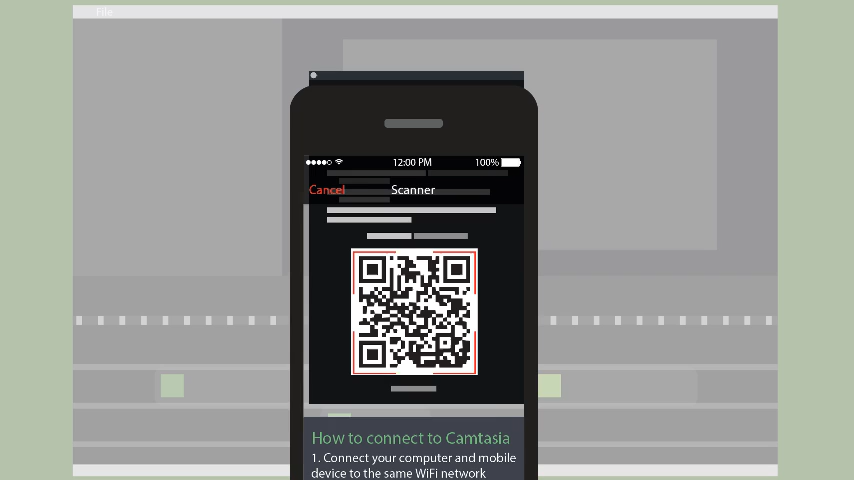 File
12:00 PM
100%
Cancel
Scanner
How to connect to Camtasia
1. Connect your computer and mobile
device to the same WiFi network